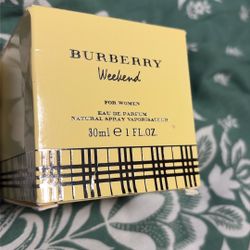 BURBERRY
Weekend
FOR WOMEN
EAU DE PARFUM
NATURAL SPRAY VAPORISATEUR
30ml e 1 FL.OZ.